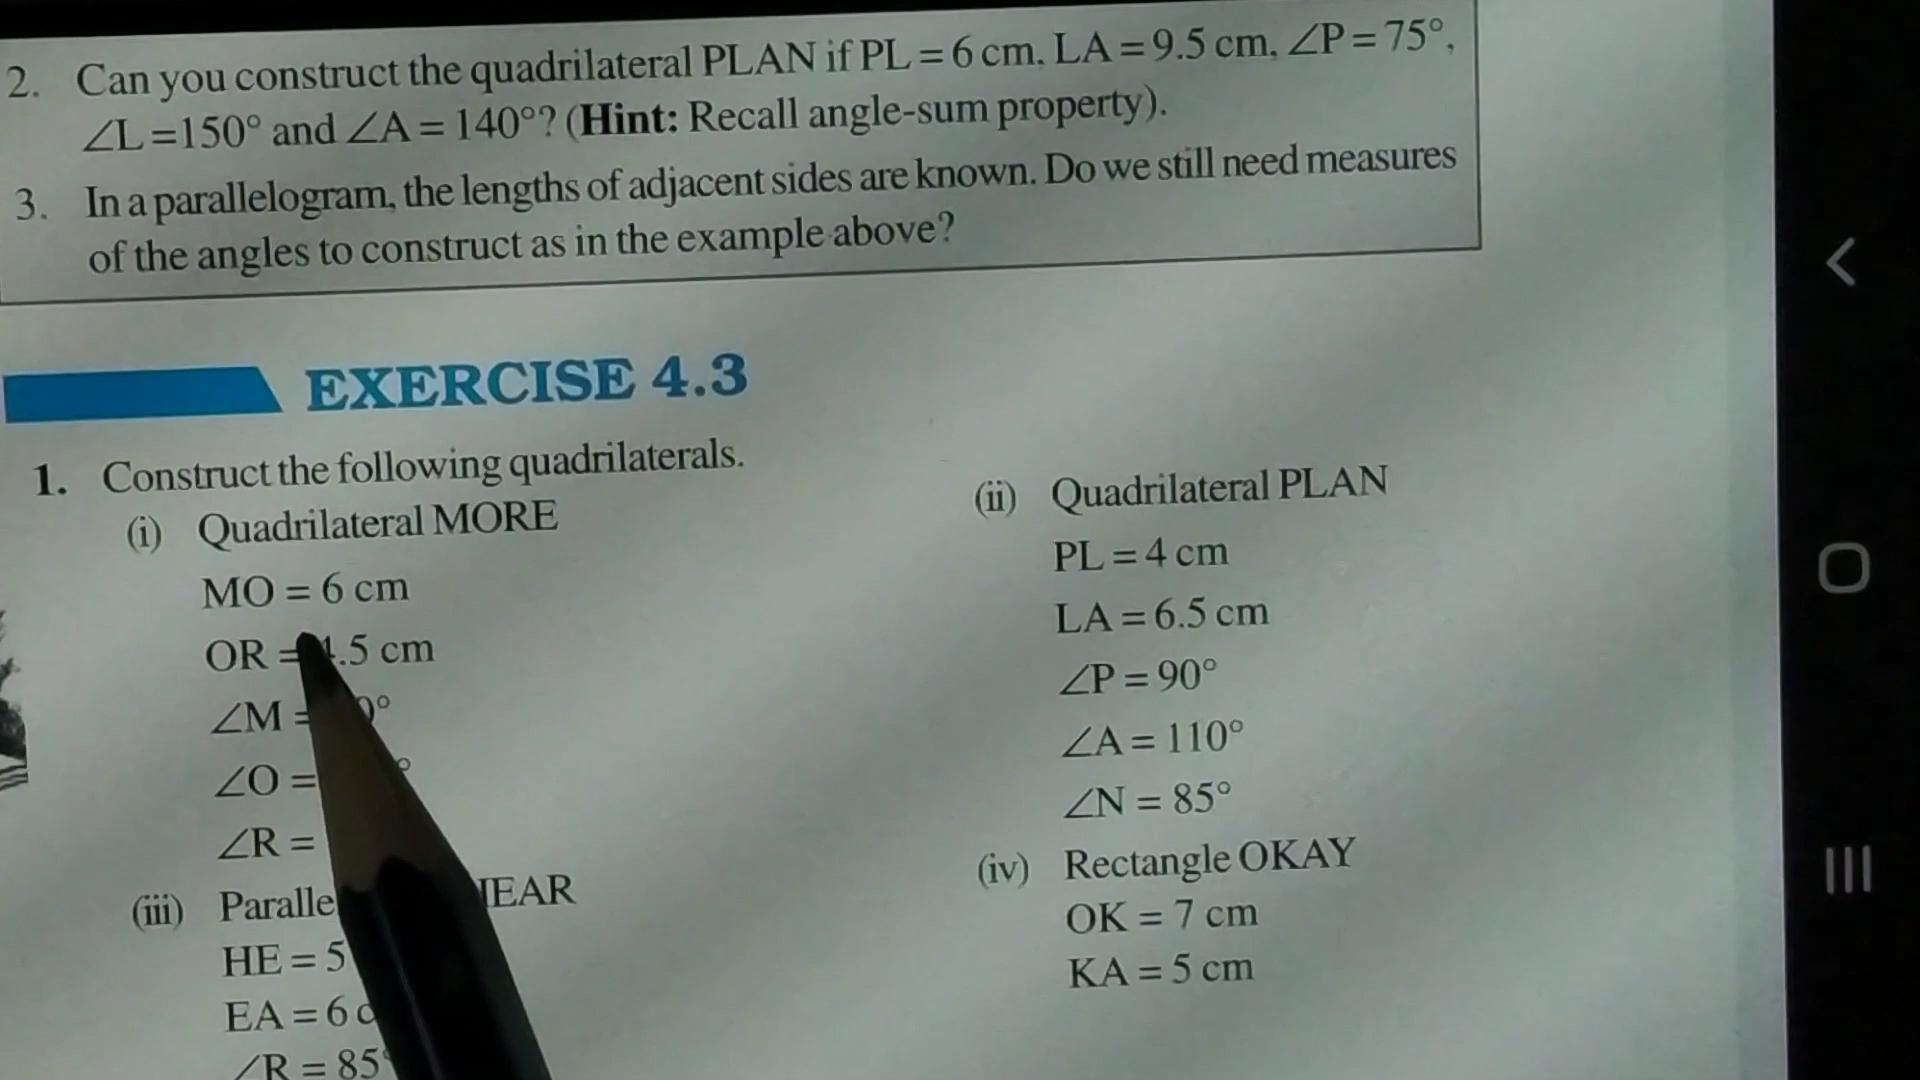 2. Can you construct the quadrilateral PLAN if PL = 6 cm, LA = 9.5 cm, ∠P = 75°,
∠L =150° and ∠A = 140°? (Hint: Recall angle-sum property).
3. In a parallelogram, the lengths of adjacent sides are known. Do we still need measures
of the angles to construct as in the example above?
EXERCISE 4.3
1. Construct the following quadrilaterals.
(i) Quadrilateral MORE
MO = 6 cm
OR = .5 cm
∠M =
∠O =
∠R =
(iii)
HE = 5
EA = 6
∠R = 85°
(ii) Quadrilateral PLAN
PL = 4 cm
LA = 6.5 cm
∠P = 90°
∠A = 110°
∠N = 85°
(iv) Rectangle OKAY
OK = 7 cm
KA = 5 cm